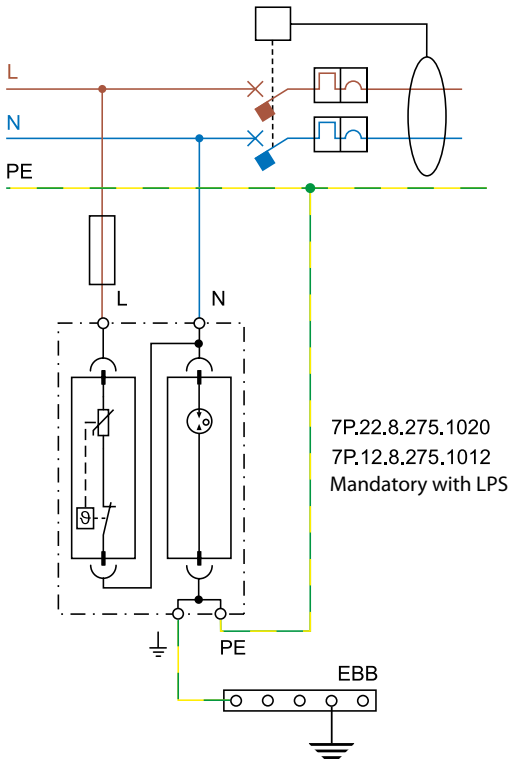 L
N
PE
L
N
ϑ
7P.22.8.275.1020
7P.12.8.275.1012
Mandatory with LPS
PE
EBB